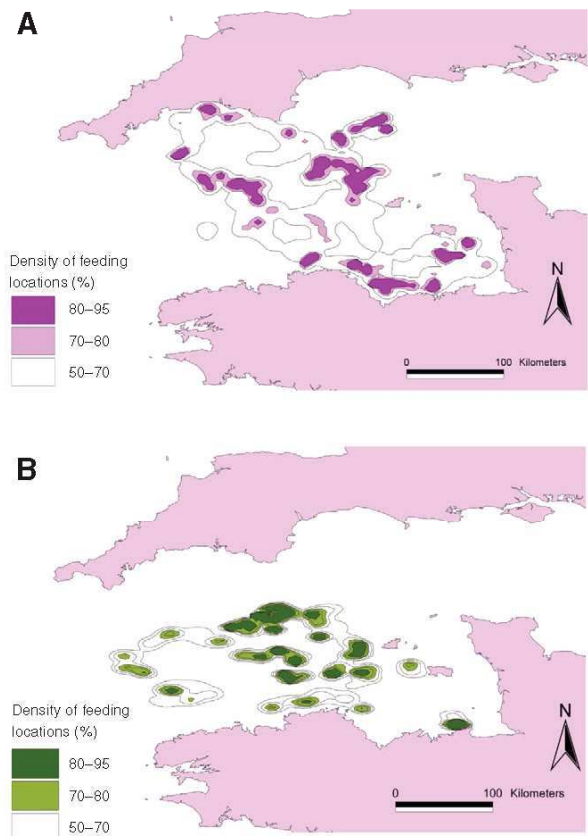 A
Density of feeding
locations (%)
80–95
70–80
50–70
N
0 100 Kilometers
B
Density of feeding
locations (%)
80–95
70–80
50–70
N
0 100 Kilometers